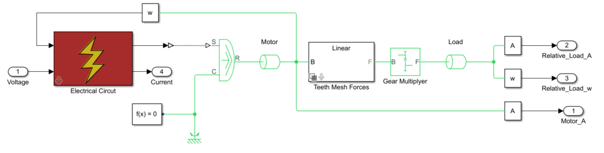 w
S
Motor
Linear
Load
A
2
Relative_Load_A
1
Voltage
4
Current
Electrical Circut
C
R
B
F
Teeth Mesh Forces
B
F
Gear Multiplyer
w
3
Relative_Load_w
f(x) = 0
A
1
Motor_A